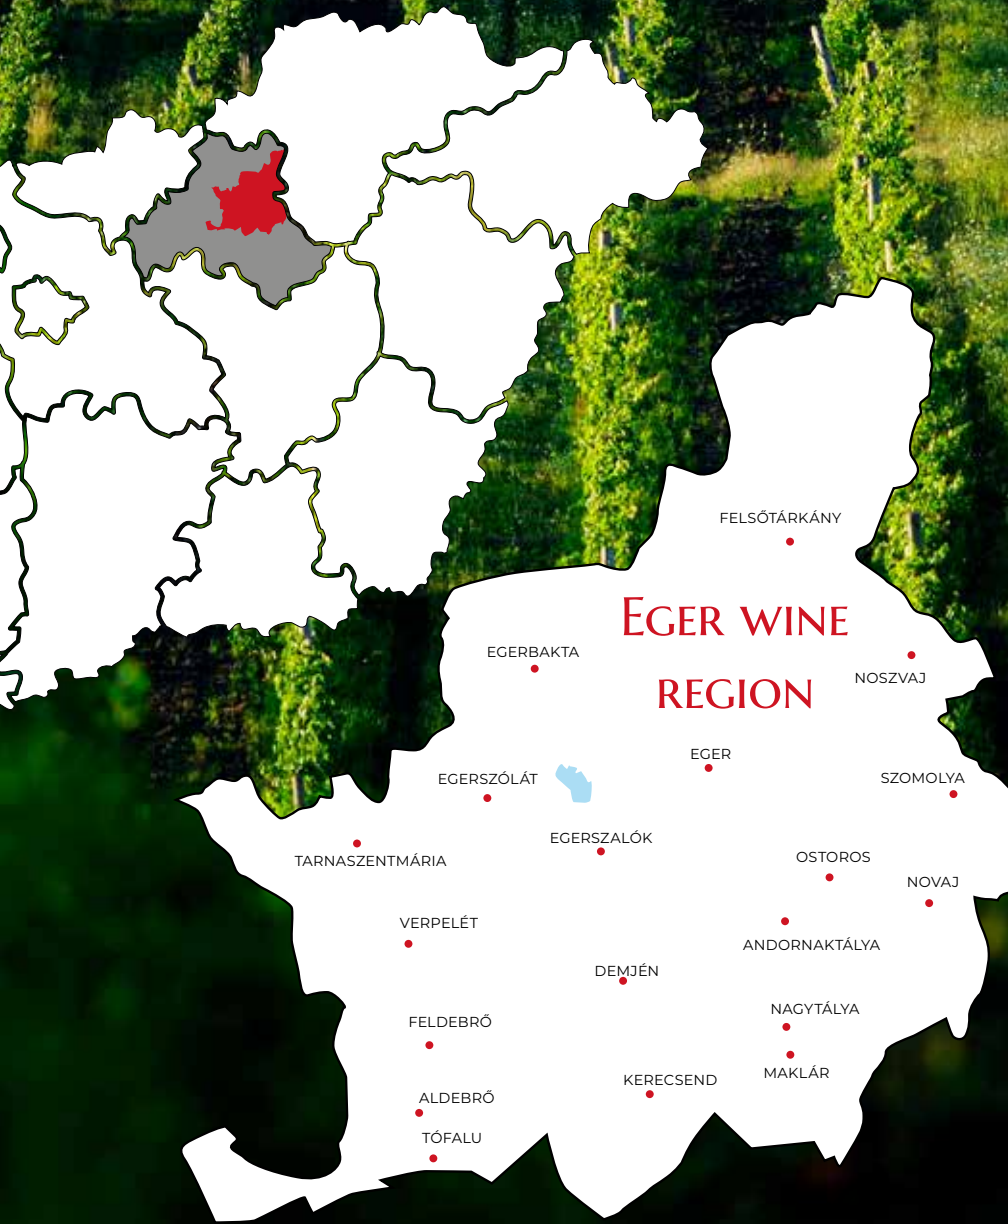 FELSŐTÁRKÁNY
EGER WINE
REGION
EGERBAKTA
NOSZVAJ
EGER
EGERSZÓLÁT
SZOMOLYA
EGERSZALÓK
TARNASZENTMÁRIA
OSTOROS
NOVAJ
VERPELÉT
ANDORNAKTÁLYA
DEMJÉN
NAGYTÁLYA
FELDEBRŐ
MAKLÁR
KERECSEND
ALDEBRŐ
TÓFALU